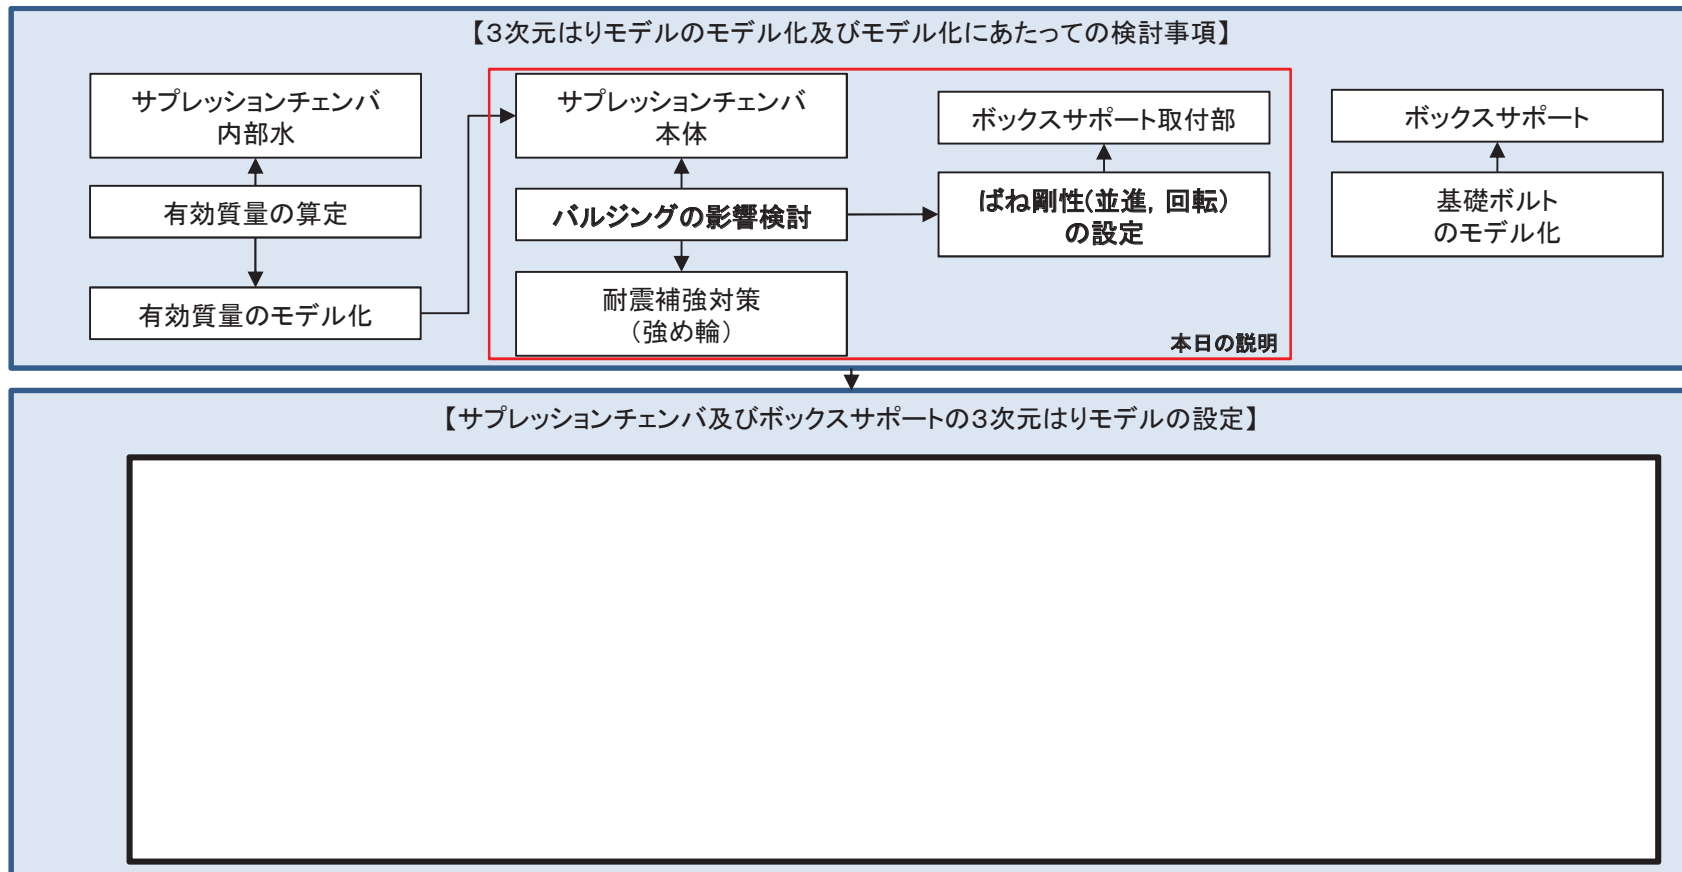 【３次元はりモデルのモデル化及びモデル化にあたっての検討事項】
サプレッションチェンバ
内部水
有効質量の算定
有効質量のモデル化
サプレッションチェンバ
本体
バルジングの影響検討
耐震補強対策
（強め輪）
ボックスサポート取付部
ばね剛性(並進，回転)
の設定
本日の説明
ボックスサポート
基礎ボルト
のモデル化
【サプレッションチェンバ及びボックスサポートの３次元はりモデルの設定】